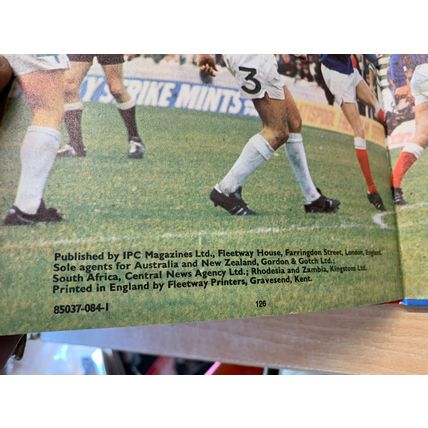 Y STRIKE MINTS
3
Published by IPC Magazines Ltd., Fleetway House, Farringdon Street, London, England.
Sole agents for Australia and New Zealand, Gordon & Gotch Ltd.;
South Africa, Central News Agency Ltd.; Rhodesia and Zambia, Kingstons Ltd.
Printed in England by Fleetway Printers, Gravesend, Kent.
85037-084-1
126